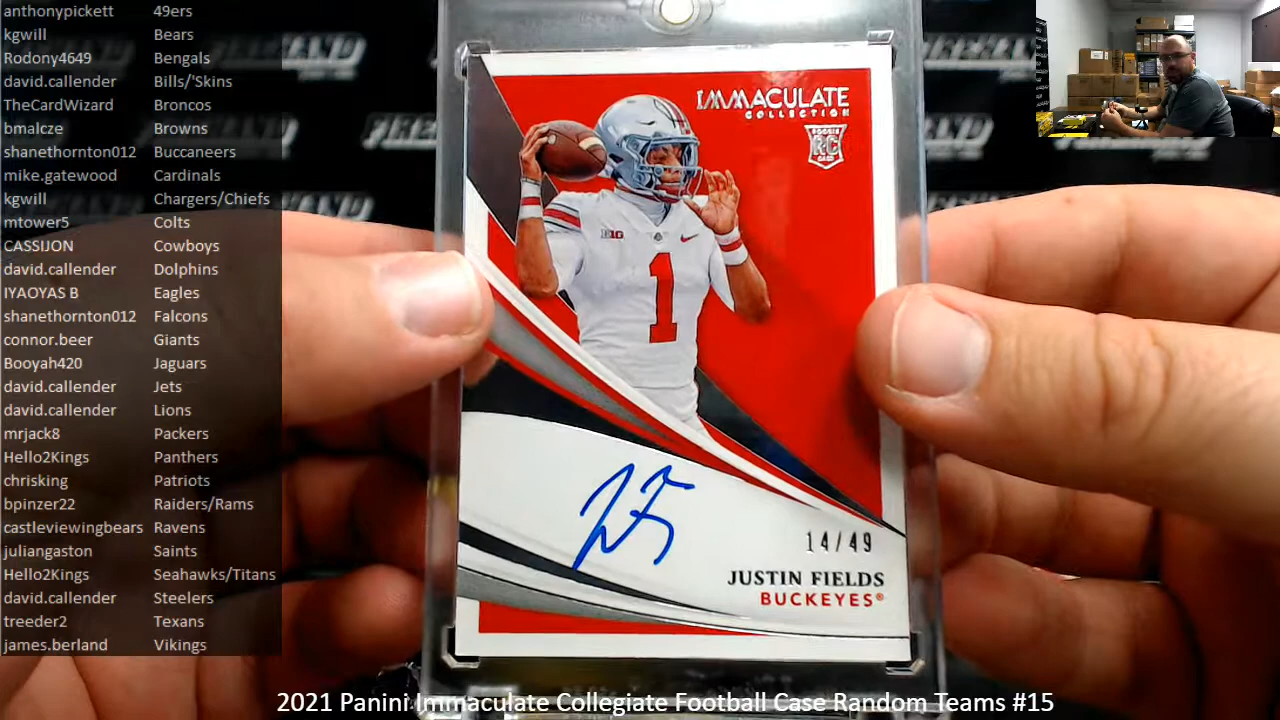 anthonypickett 49ers
kgwill Bears
Rodony4649 Bengals
david.callender Bills/'Skins
TheCardWizard Broncos
bmalcze Browns
shanethornton012 Buccaneers
mike.gatewood Cardinals
kgwill Chargers/Chiefs
mtower5 Colts
CASSIJON Cowboys
david.callender Dolphins
IYAOYAS B Eagles
shanethornton012 Falcons
connor.beer Giants
Booyah420 Jaguars
david.callender Jets
david.callender Lions
mrjack8 Packers
Hello2Kings Panthers
chrisking Patriots
bpinzer22 Raiders/Rams
castleviewingbears Ravens
juliangaston Saints
Hello2Kings Seahawks/Titans
david.callender Steelers
treeder2 Texans
james.berland Vikings
IMMACULATE
COLLECTION
ROOKIE
RC
CARD
B1G
1
14/49
JUSTIN FIELDS
BUCKEYES®
2021 Panini Immaculate Collegiate Football Case Random Teams #15